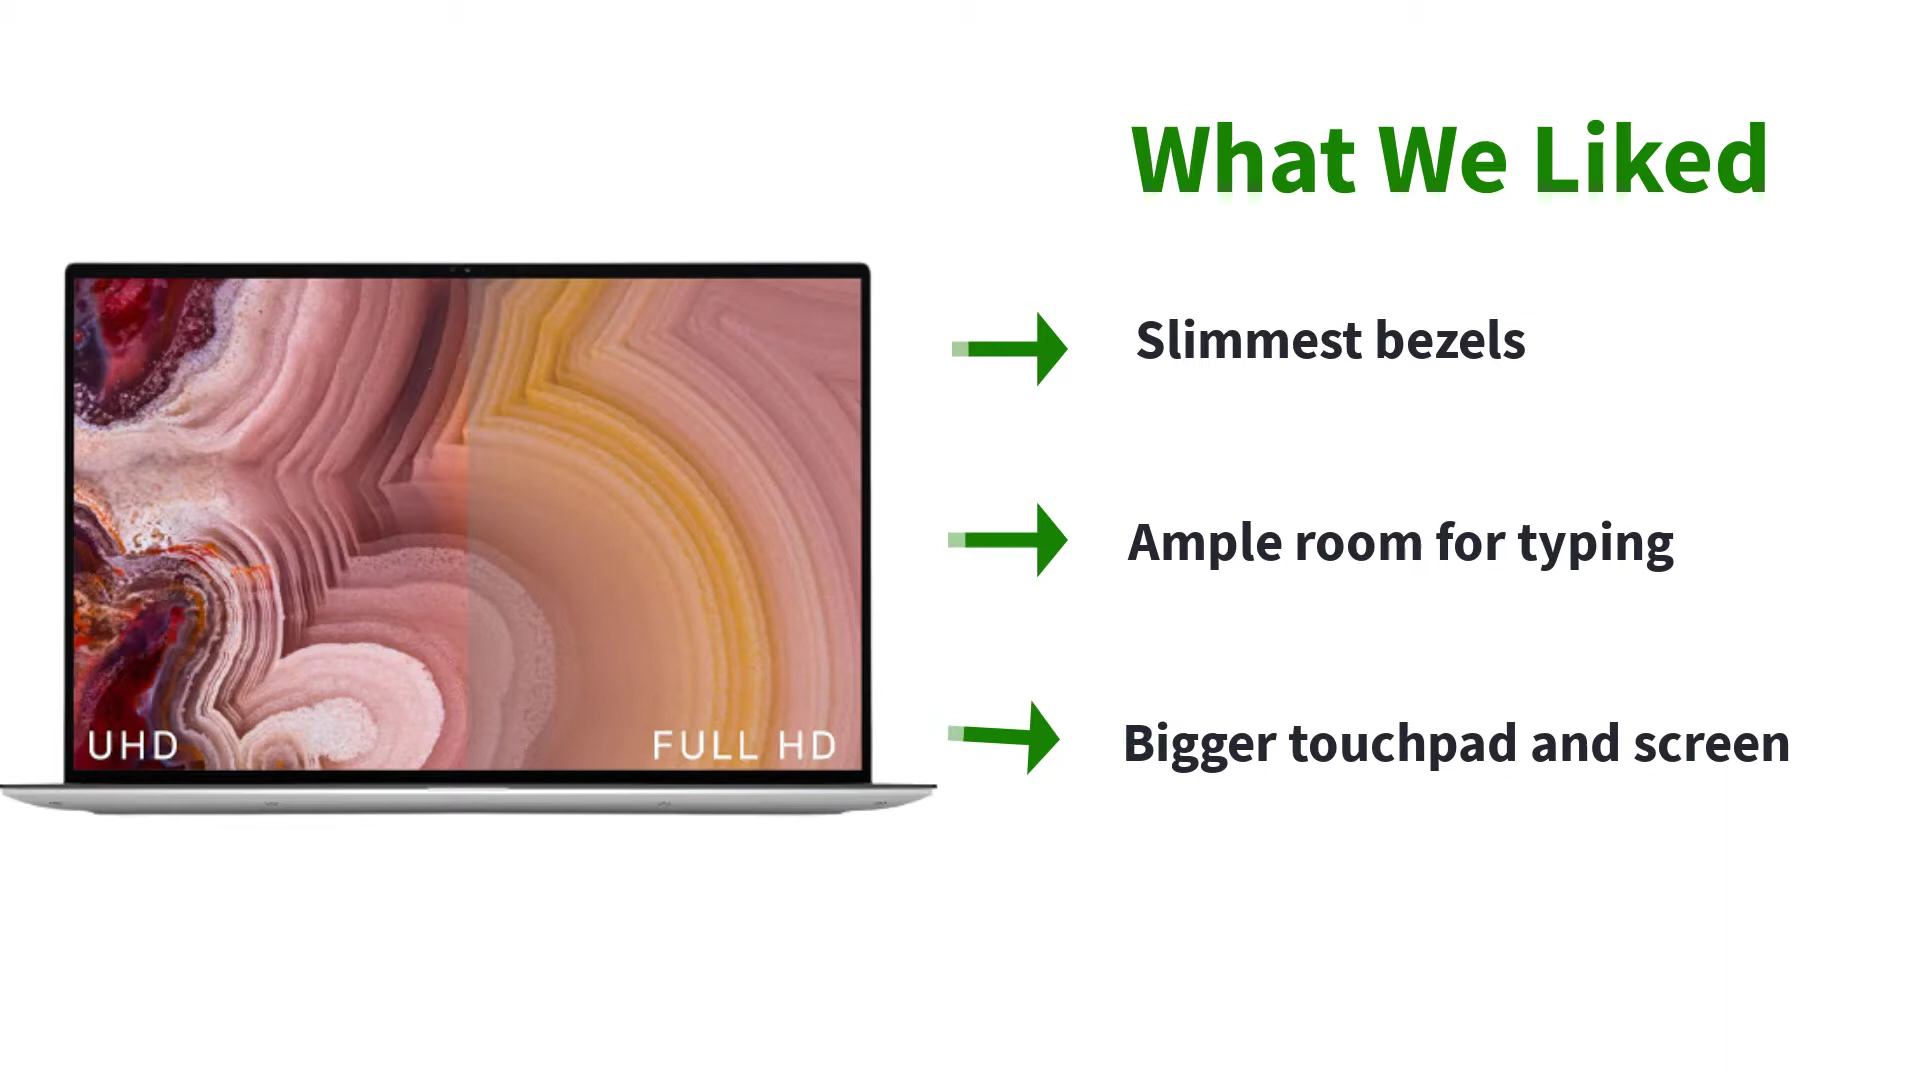 What We Liked
Slimmest bezels
Ample room for typing
Bigger touchpad and screen
UHD
FULL HD